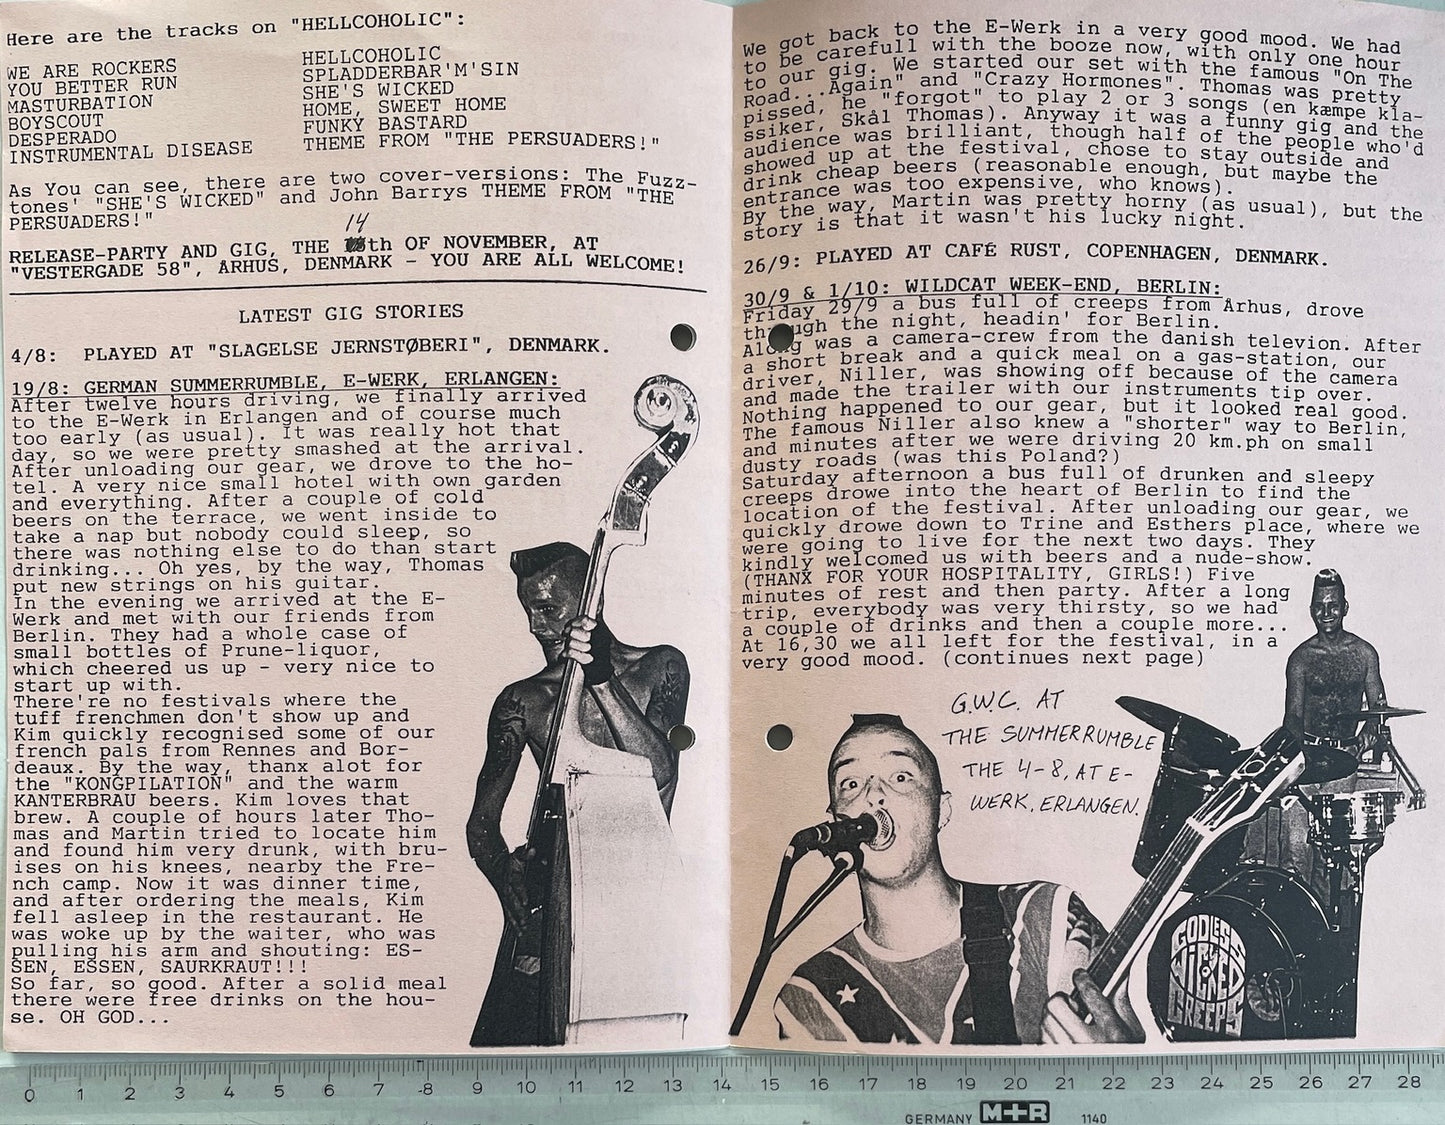 Here are the tracks on "HELLCOHOLIC":
WE ARE ROCKERS
YOU BETTER RUN
MASTURBATION
BOYSCOUT
DESPERADO
INSTRUMENTAL DISEASE
HELLCOHOLIC
SPLADDERBAR'M'SIN
SHE'S WICKED
HOME, SWEET HOME
FUNKY BASTARD
THEME FROM "THE PERSUADERS!"
As You can see, there are two cover-versions: The Fuzz-
tones' "SHE'S WICKED" and John Barrys THEME FROM "THE
PERSUADERS!"
14
RELEASE-PARTY AND GIG, THE th OF NOVEMBER, AT
"VESTERGADE 58", ÅRHUS, DENMARK - YOU ARE ALL WELCOME!
LATEST GIG STORIES
4/8: PLAYED AT "SLAGELSE JERNSTØBERI", DENMARK.
19/8: GERMAN SUMMERRUMBLE, E-WERK, ERLANGEN:
After twelve hours driving, we finally arrived
to the E-Werk in Erlangen and of course much
too early (as usual). It was really hot that
day, so we were pretty smashed at the arrival.
After unloading our gear, we drove to the ho-
tel. A very nice small hotel with own garden
and everything. After a couple of cold
beers on the terrace, we went inside to
take a nap but nobody could sleep, so
there was nothing else to do than start
drinking... Oh yes, by the way, Thomas
put new strings on his guitar.
In the evening we arrived at the E-
Werk and met with our friends from
Berlin. They had a whole case of
small bottles of Prune-liquor,
which cheered us up - very nice to
start up with.
There're no festivals where the
tuff frenchmen don't show up and
Kim quickly recognised some of our
french pals from Rennes and Bor-
deaux. By the way, thanx alot for
the "KONGPILATION" and the warm
KANTERBRAU beers. Kim loves that
brew. A couple of hours later Tho-
mas and Martin tried to locate him
and found him very drunk, with bru-
ises on his knees, nearby the Fre-
nch camp. Now it was dinner time,
and after ordering the meals, Kim
fell asleep in the restaurant. He
was woke up by the waiter, who was
pulling his arm and shouting: ES-
SEN, ESSEN, SAURKRAUT!!!
So far, so good. After a solid meal
there were free drinks on the hou-
se. OH GOD...
We got back to the E-Werk in a very good mood. We had
to be carefull with the booze now, with only one hour
to our gig. We started our set with the famous "On The
Road...Again" and "Crazy Hormones". Thomas was pretty
pissed, he "forgot" to play 2 or 3 songs (en kæmpe kla-
ssiker, Skål Thomas). Anyway it was a funny gig and the
audience was brilliant, though half of the people who'd
showed up at the festival, chose to stay outside and
drink cheap beers (reasonable enough, but maybe the
entrance was too expensive, who knows).
By the way, Martin was pretty horny (as usual), but the
story is that it wasn't his lucky night.
26/9: PLAYED AT CAFÉ RUST, COPENHAGEN, DENMARK.
30/9 & 1/10: WILDCAT WEEK-END, BERLIN:
Friday 29/9 a bus full of creeps from Århus, drove
through the night, headin' for Berlin.
Along was a camera-crew from the danish televion. After
a short break and a quick meal on a gas-station, our
driver, Niller, was showing off because of the camera
and made the trailer with our instruments tip over.
Nothing happened to our gear, but it looked real good.
The famous Niller also knew a "shorter" way to Berlin,
and minutes after we were driving 20 km.ph on small
dusty roads (was this Poland?)
Saturday afternoon a bus full of drunken and sleepy
creeps drowe into the heart of Berlin to find the
location of the festival. After unloading our gear, we
quickly drowe down to Trine and Esthers place, where we
were going to live for the next two days. They
kindly welcomed us with beers and a nude-show.
(THANX FOR YOUR HOSPITALITY, GIRLS!) Five
minutes of rest and then party. After a long
trip, everybody was very thirsty, so we had
a couple of drinks and then a couple more...
At 16,30 we all left for the festival, in a
very good mood. (continues next page)
G.W.C. AT
THE SUMMERRUMBLE
THE 4-8, AT E-
WERK, ERLANGEN.
GODLESS
WICKED
CREEPS
0 1 2 3 4 5 6 7 8 9 10 11 12 13 14 15 16 17 18 19 20 21 22 23 24 25 26 27 28
GERMANY M+R 1140